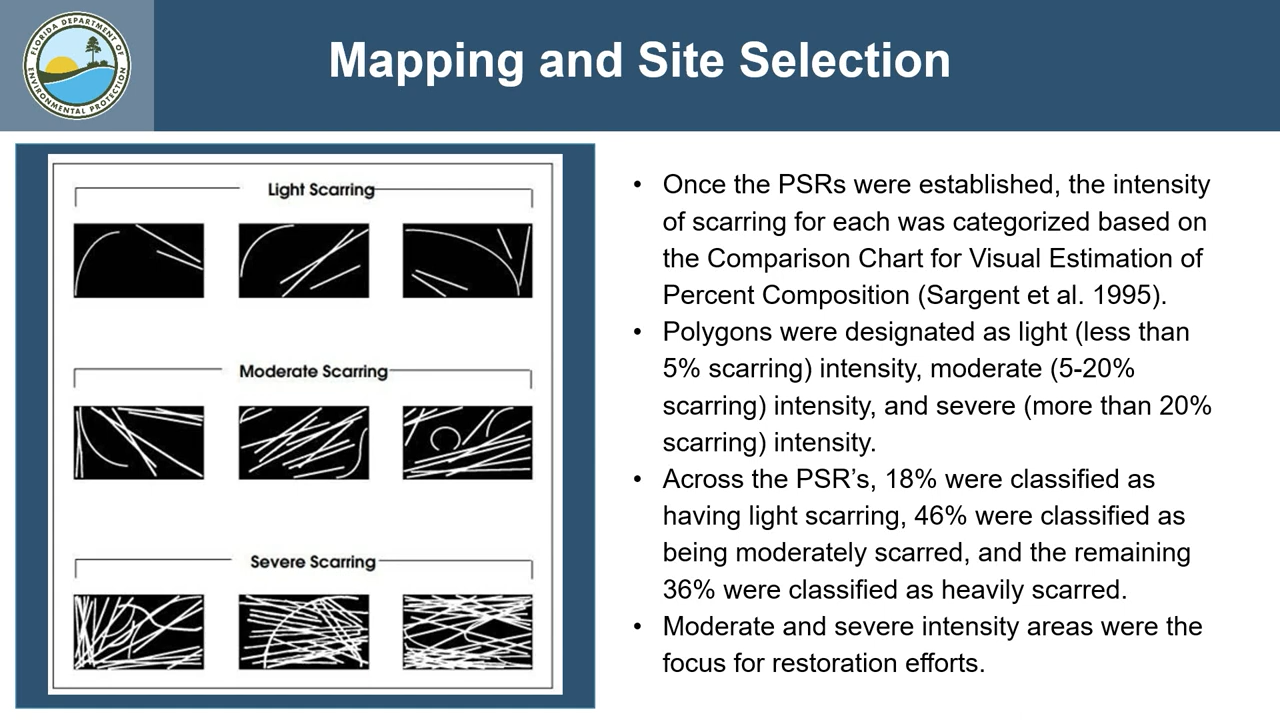 FLORIDA DEPARTMENT OF
ENVIRONMENTAL PROTECTION
Mapping and Site Selection
Light Scarring
Moderate Scarring
Severe Scarring
• Once the PSRs were established, the intensity
of scarring for each was categorized based on
the Comparison Chart for Visual Estimation of
Percent Composition (Sargent et al. 1995).
• Polygons were designated as light (less than
5% scarring) intensity, moderate (5-20%
scarring) intensity, and severe (more than 20%
scarring) intensity.
• Across the PSR’s, 18% were classified as
having light scarring, 46% were classified as
being moderately scarred, and the remaining
36% were classified as heavily scarred.
• Moderate and severe intensity areas were the
focus for restoration efforts.